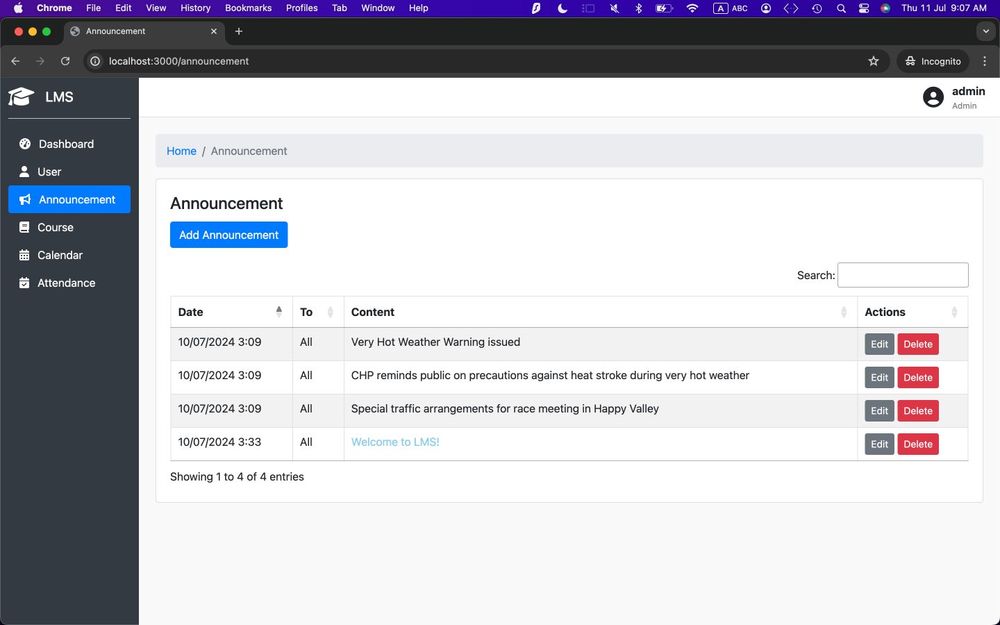 Chrome File Edit View History Bookmarks Profiles Tab Window Help A ABC Thu 11 Jul 9:07 AM
Announcement
localhost:3000/announcement Incognito
LMS
admin
Admin
Dashboard
User
Announcement
Course
Calendar
Attendance
Home / Announcement
Announcement
Add Announcement
Search:
Date To Content Actions
10/07/2024 3:09 All Very Hot Weather Warning issued Edit Delete
10/07/2024 3:09 All CHP reminds public on precautions against heat stroke during very hot weather Edit Delete
10/07/2024 3:09 All Special traffic arrangements for race meeting in Happy Valley Edit Delete
10/07/2024 3:33 All Welcome to LMS! Edit Delete
Showing 1 to 4 of 4 entries